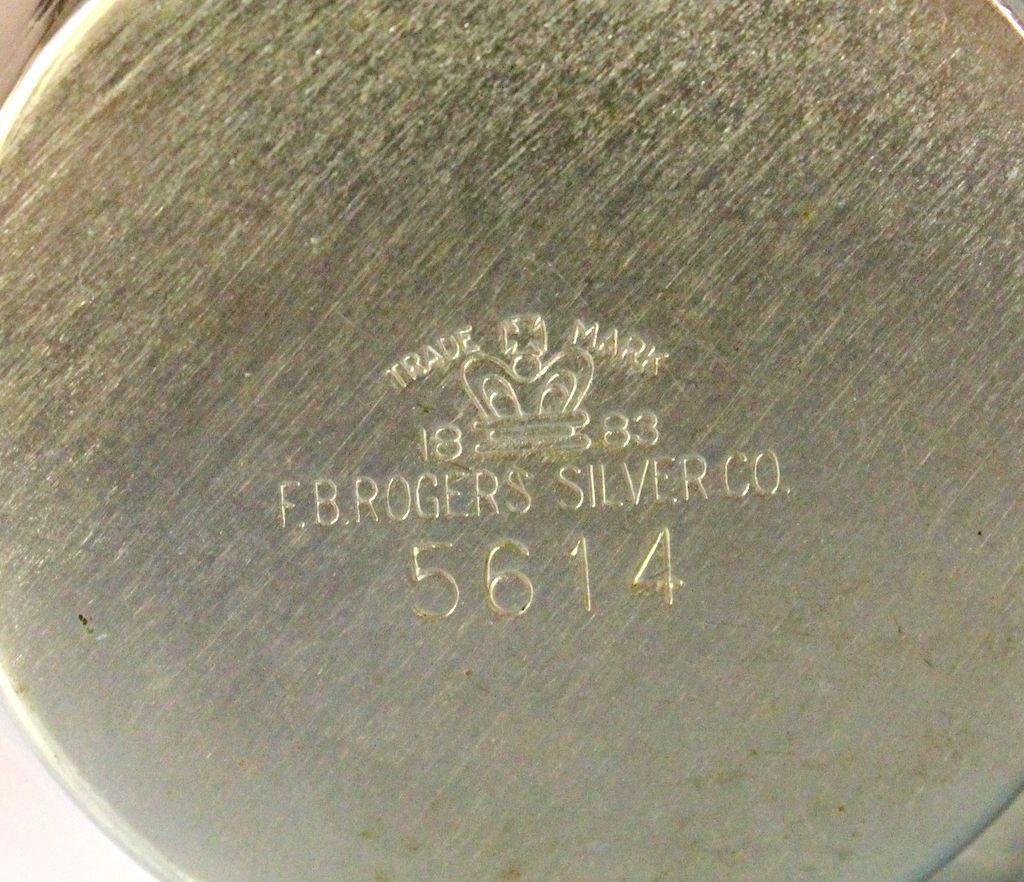 TRADE MARK
18 83
F.B.ROGERS SILVER CO.
5614